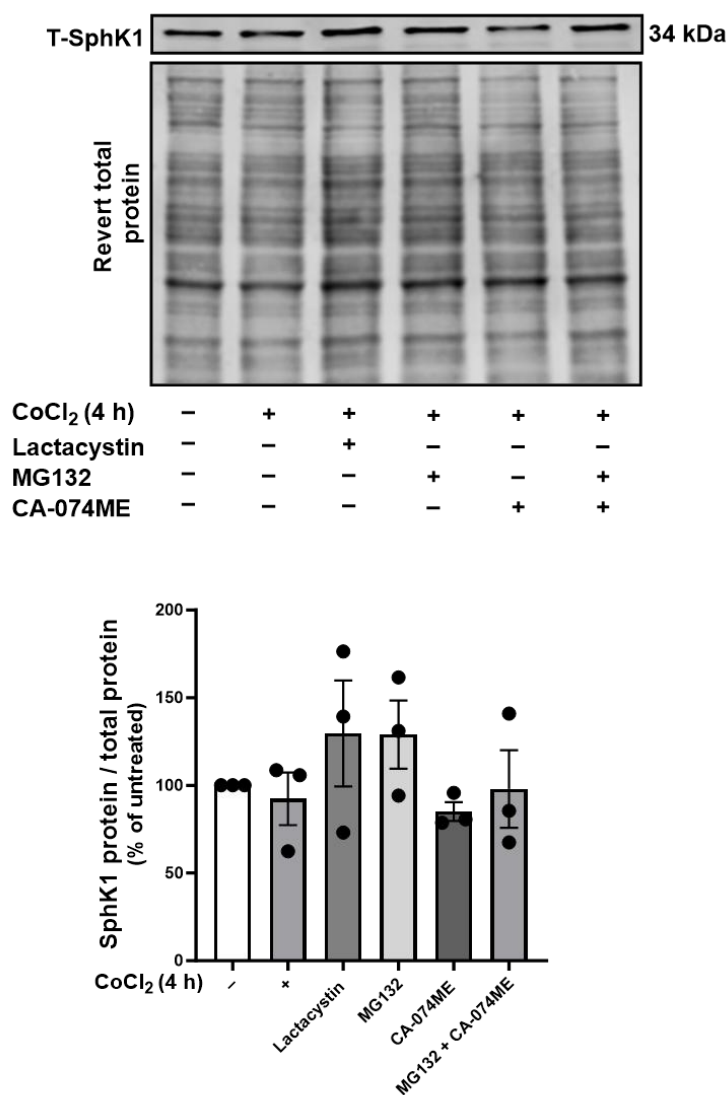 T-SphK1 34 kDa
Revert total
protein
CoCl₂ (4 h) – + + + + +
Lactacystin – – + – – –
MG132 – – – + – +
CA-074ME – – – – + +
SphK1 protein / total protein
(% of untreated)
200
150
100
50
0
CoCl₂ (4 h) – + Lactacystin MG132 CA-074ME MG132 + CA-074ME